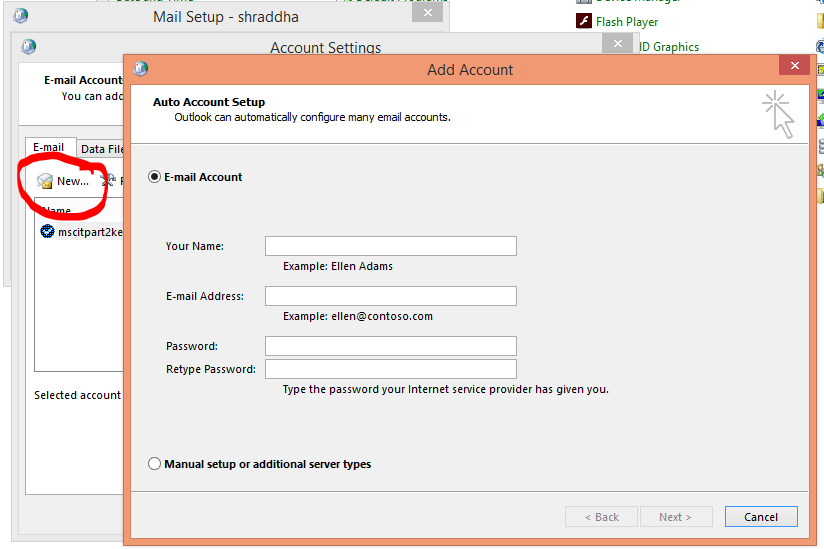 Mail Setup - shraddha
Flash Player
Account Settings
D Graphics
Add Account
E-mail Account
You can add
Auto Account Setup
Outlook can automatically configure many email accounts.
E-mail
Data File
New...
Name
mscitpart2ke
E-mail Account
Your Name:
Example: Ellen Adams
E-mail Address:
Example: ellen@contoso.com
Password:
Retype Password:
Type the password your Internet service provider has given you.
Selected account
Manual setup or additional server types
< Back
Next >
Cancel